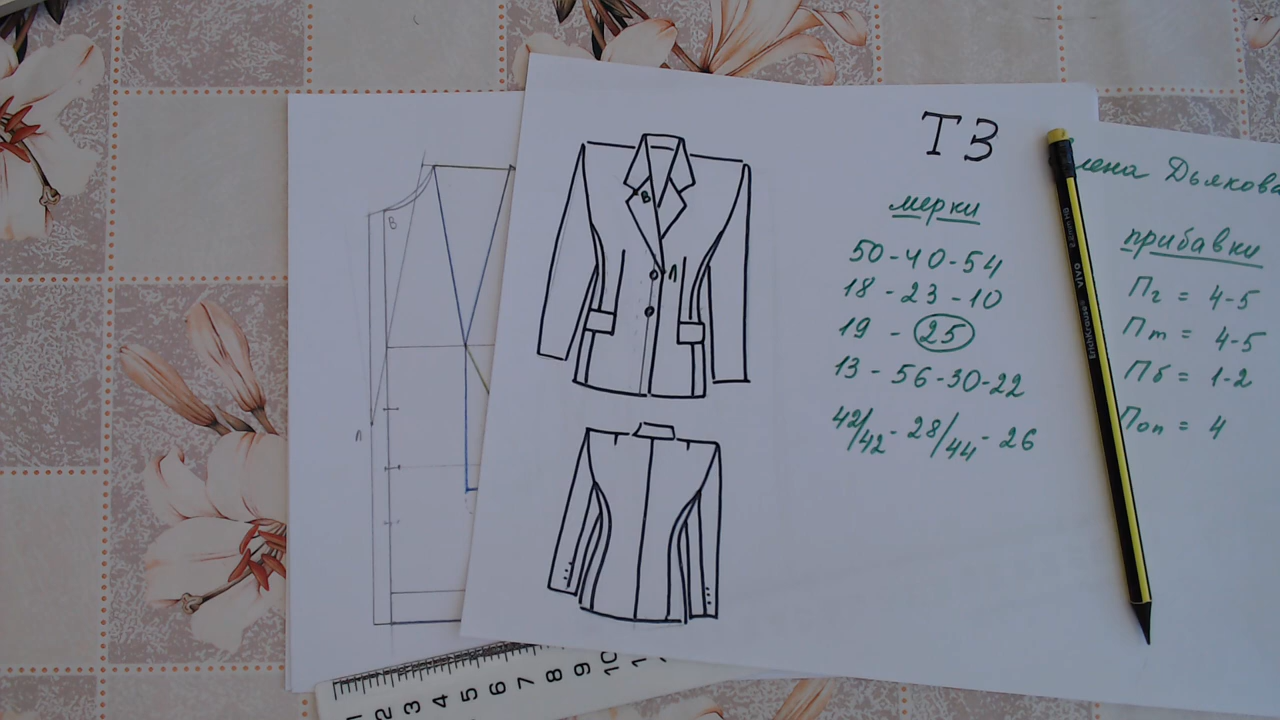 ТЗ
мерки
50-40-54
18-23-10
19 - 25
13-56-30-22
42/42 - 28/44 - 26
Дьякова
прибавки
Пг = 4-5
Пт = 4-5
Пб = 1-2
Поп = 4
В
Л
В
Л
ErichKrause VIVO
2 3 4 5 6 7 8 9 10